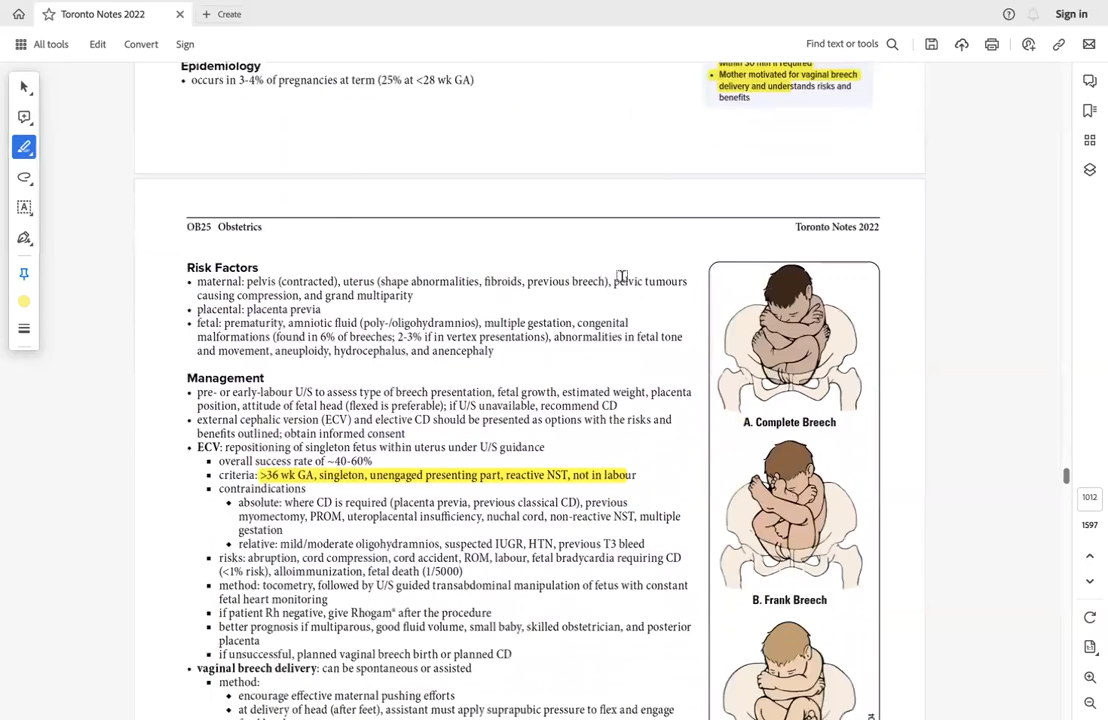 Toronto Notes 2022
Create
Sign in
All tools
Edit
Convert
Sign
Find text or tools
Epidemiology
• occurs in 3-4% of pregnancies at term (25% at <28 wk GA)
within 30 min if required
• Mother motivated for vaginal breech
delivery and understands risks and
benefits
OB25 Obstetrics
Toronto Notes 2022
Risk Factors
• maternal: pelvis (contracted), uterus (shape abnormalities, fibroids, previous breech), pelvic tumours
causing compression, and grand multiparity
• placental: placenta previa
• fetal: prematurity, amniotic fluid (poly-/oligohydramnios), multiple gestation, congenital
malformations (found in 6% of breeches; 2-3% if in vertex presentations), abnormalities in fetal tone
and movement, aneuploidy, hydrocephalus, and anencephaly
Management
• pre- or early-labour U/S to assess type of breech presentation, fetal growth, estimated weight, placenta
position, attitude of fetal head (flexed is preferable); if U/S unavailable, recommend CD
• external cephalic version (ECV) and elective CD should be presented as options with the risks and
benefits outlined; obtain informed consent
• ECV: repositioning of singleton fetus within uterus under U/S guidance
▪ overall success rate of ~40-60%
▪ criteria: >36 wk GA, singleton, unengaged presenting part, reactive NST, not in labour
▪ contraindications
◆ absolute: where CD is required (placenta previa, previous classical CD), previous
myomectomy, PROM, uteroplacental insufficiency, nuchal cord, non-reactive NST, multiple
gestation
◆ relative: mild/moderate oligohydramnios, suspected IUGR, HTN, previous T3 bleed
▪ risks: abruption, cord compression, cord accident, ROM, labour, fetal bradycardia requiring CD
(<1% risk), alloimmunization, fetal death (1/5000)
▪ method: tocometry, followed by U/S guided transabdominal manipulation of fetus with constant
fetal heart monitoring
▪ if patient Rh negative, give Rhogam® after the procedure
▪ better prognosis if multiparous, good fluid volume, small baby, skilled obstetrician, and posterior
placenta
▪ if unsuccessful, planned vaginal breech birth or planned CD
• vaginal breech delivery: can be spontaneous or assisted
▪ method:
◆ encourage effective maternal pushing efforts
◆ at delivery of head (after feet), assistant must apply suprapubic pressure to flex and engage
A. Complete Breech
B. Frank Breech
1012
1597